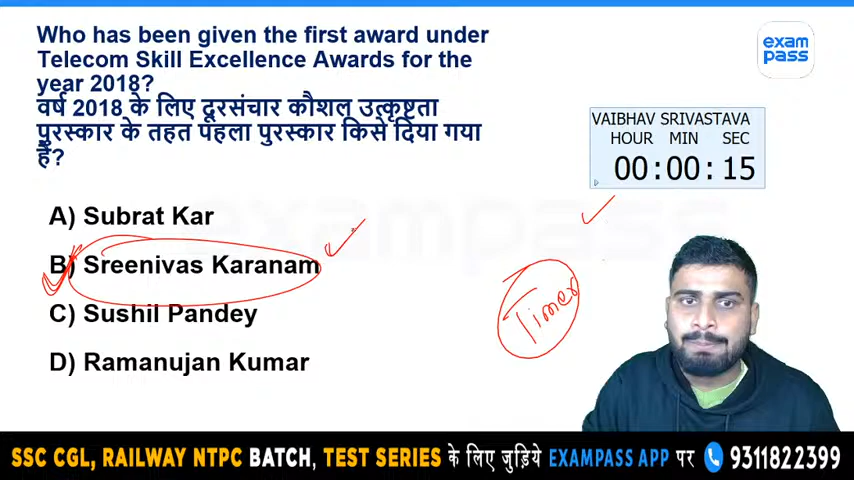 Who has been given the first award under
Telecom Skill Excellence Awards for the
year 2018?
वर्ष 2018 के लिए दूरसंचार कौशल उत्कृष्टता
पुरस्कार के तहत पहला पुरस्कार किसे दिया गया
है?
exam
pass
VAIBHAV SRIVASTAVA
HOUR MIN SEC
00:00:15
A) Subrat Kar
B) Sreenivas Karanam
C) Sushil Pandey
D) Ramanujan Kumar
exampass
Timer
SSC CGL, RAILWAY NTPC BATCH, TEST SERIES के लिए जुड़िये EXAMPASS APP पर 9311822399